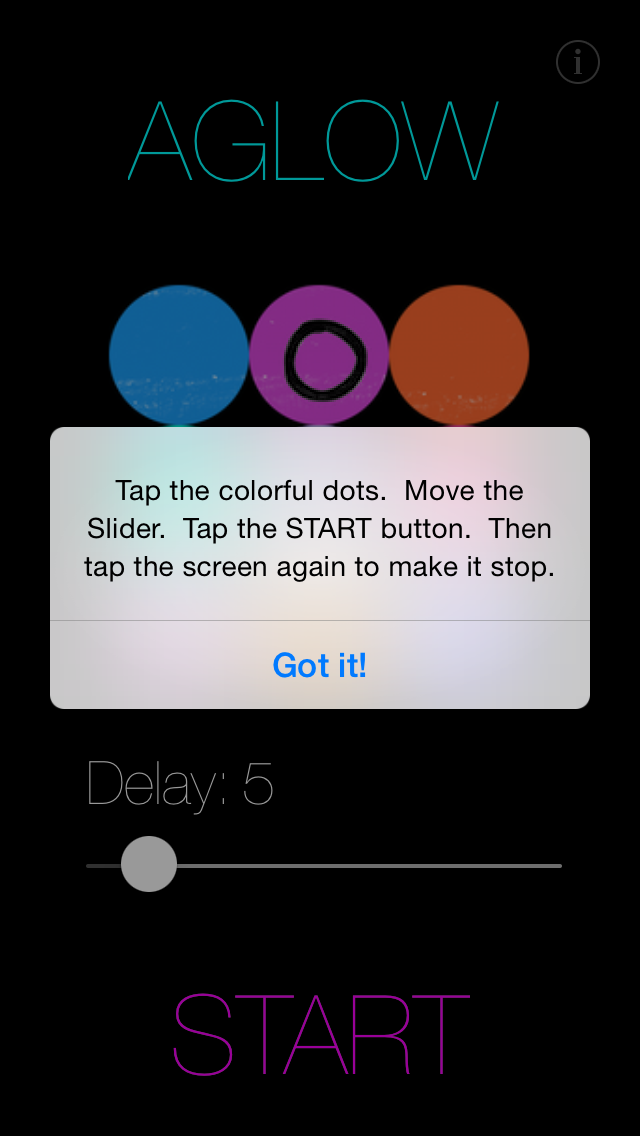 i
AGLOW
Tap the colorful dots.  Move the
Slider.  Tap the START button.  Then
tap the screen again to make it stop.
Got it!
Delay: 5
START